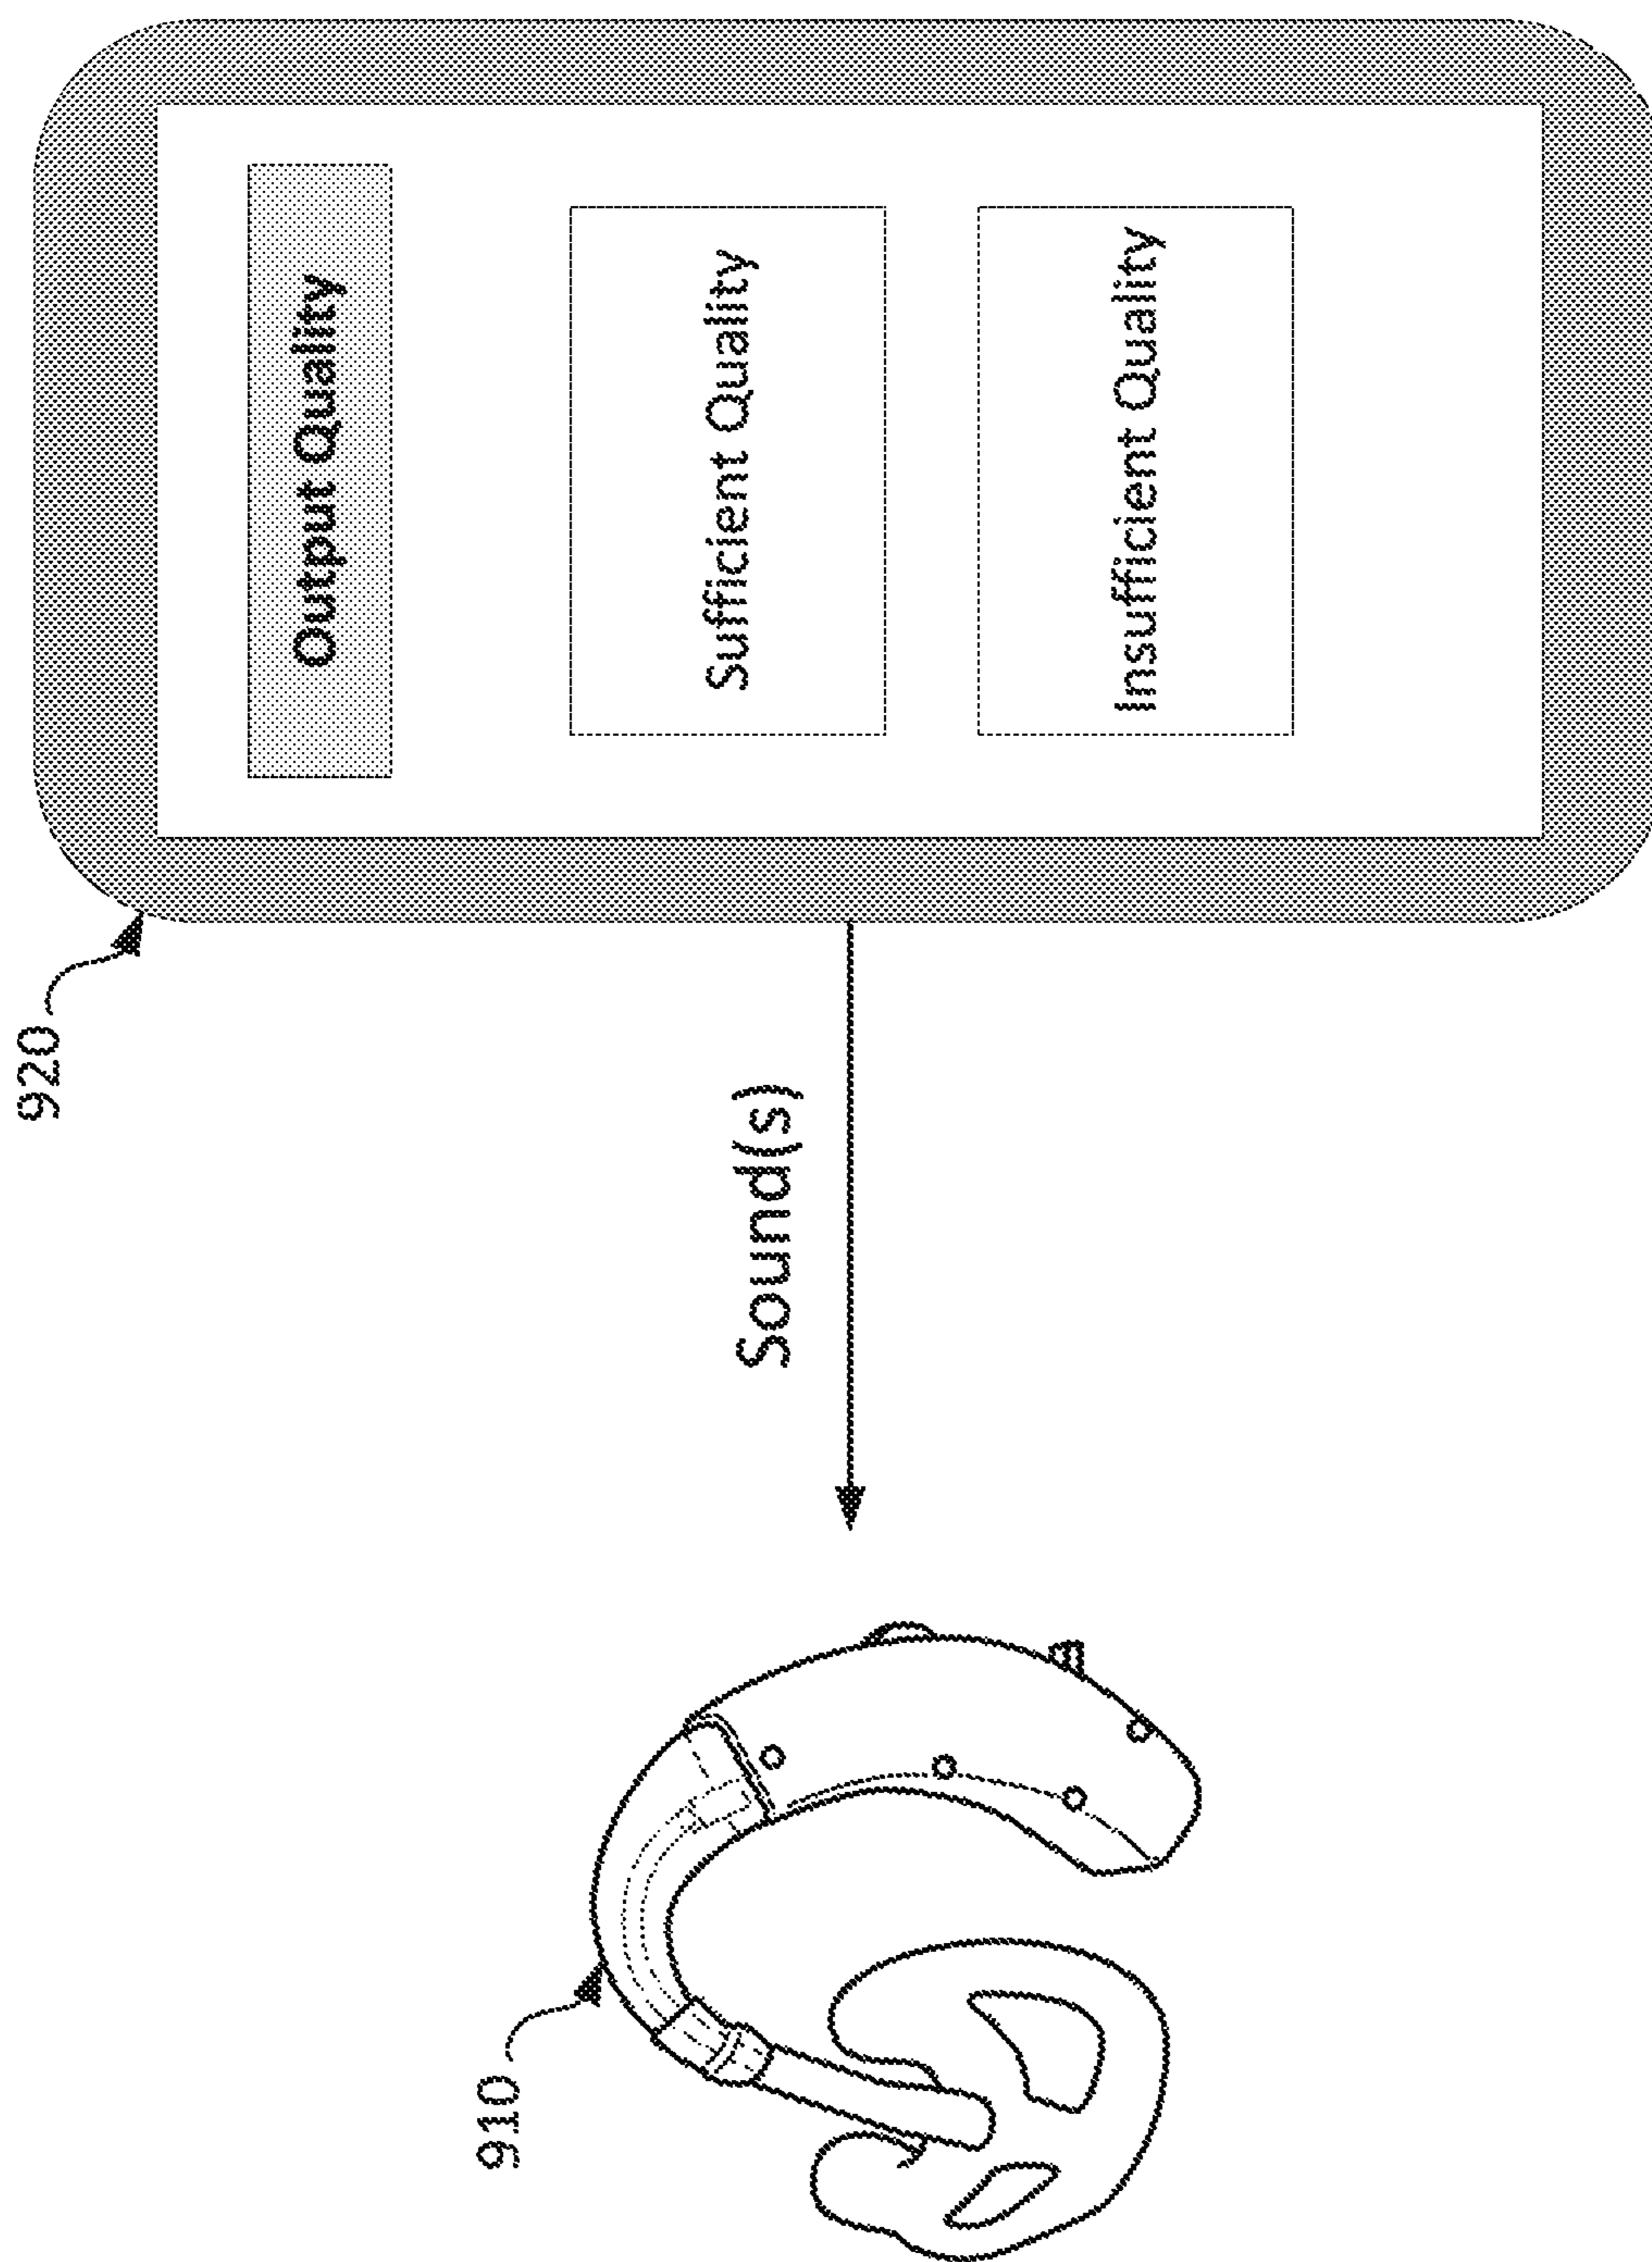 920
Output Quality
Sufficient Quality
Insufficient Quality
Sound(s)
910